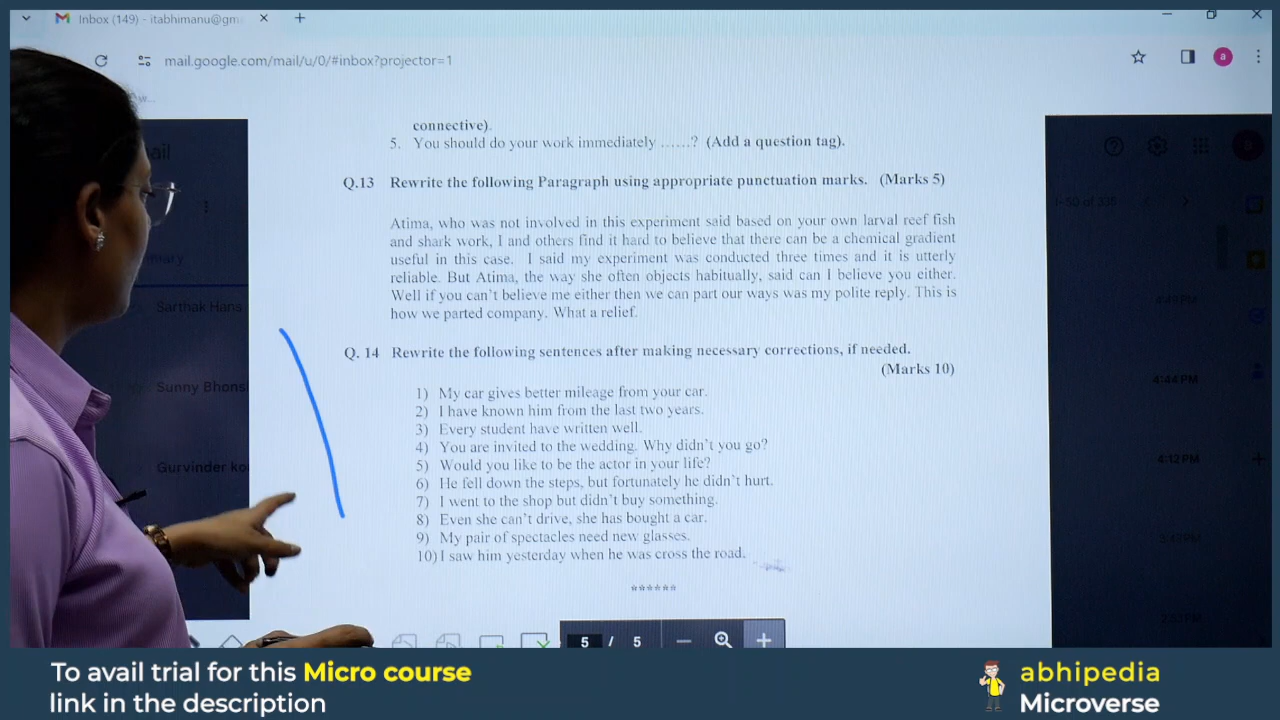 Inbox (149) - itabhimanu@gm
mail.google.com/mail/u/0/#inbox?projector=1
a
w..
ail
1-50 of 335
mary
Sarthak Hans
Sunny Bhons
Gurvinder ko
4:44 PM
4:12 PM
connective).
5. You should do your work immediately ......? (Add a question tag).
Q.13 Rewrite the following Paragraph using appropriate punctuation marks. (Marks 5)
Atima, who was not involved in this experiment said based on your own larval reef fish
and shark work, I and others find it hard to believe that there can be a chemical gradient
useful in this case. I said my experiment was conducted three times and it is utterly
reliable. But Atima, the way she often objects habitually, said can I believe you either.
Well if you can't believe me either then we can part our ways was my polite reply. This is
how we parted company. What a relief.
Q. 14 Rewrite the following sentences after making necessary corrections, if needed.
(Marks 10)
1) My car gives better mileage from your car.
2) I have known him from the last two years.
3) Every student have written well.
4) You are invited to the wedding. Why didn't you go?
5) Would you like to be the actor in your life?
6) He fell down the steps, but fortunately he didn't hurt.
7) I went to the shop but didn't buy something.
8) Even she can't drive, she has bought a car.
9) My pair of spectacles need new glasses.
10) I saw him yesterday when he was cross the road.
******
5 / 5
To avail trial for this Micro course
link in the description
abhipedia
Microverse